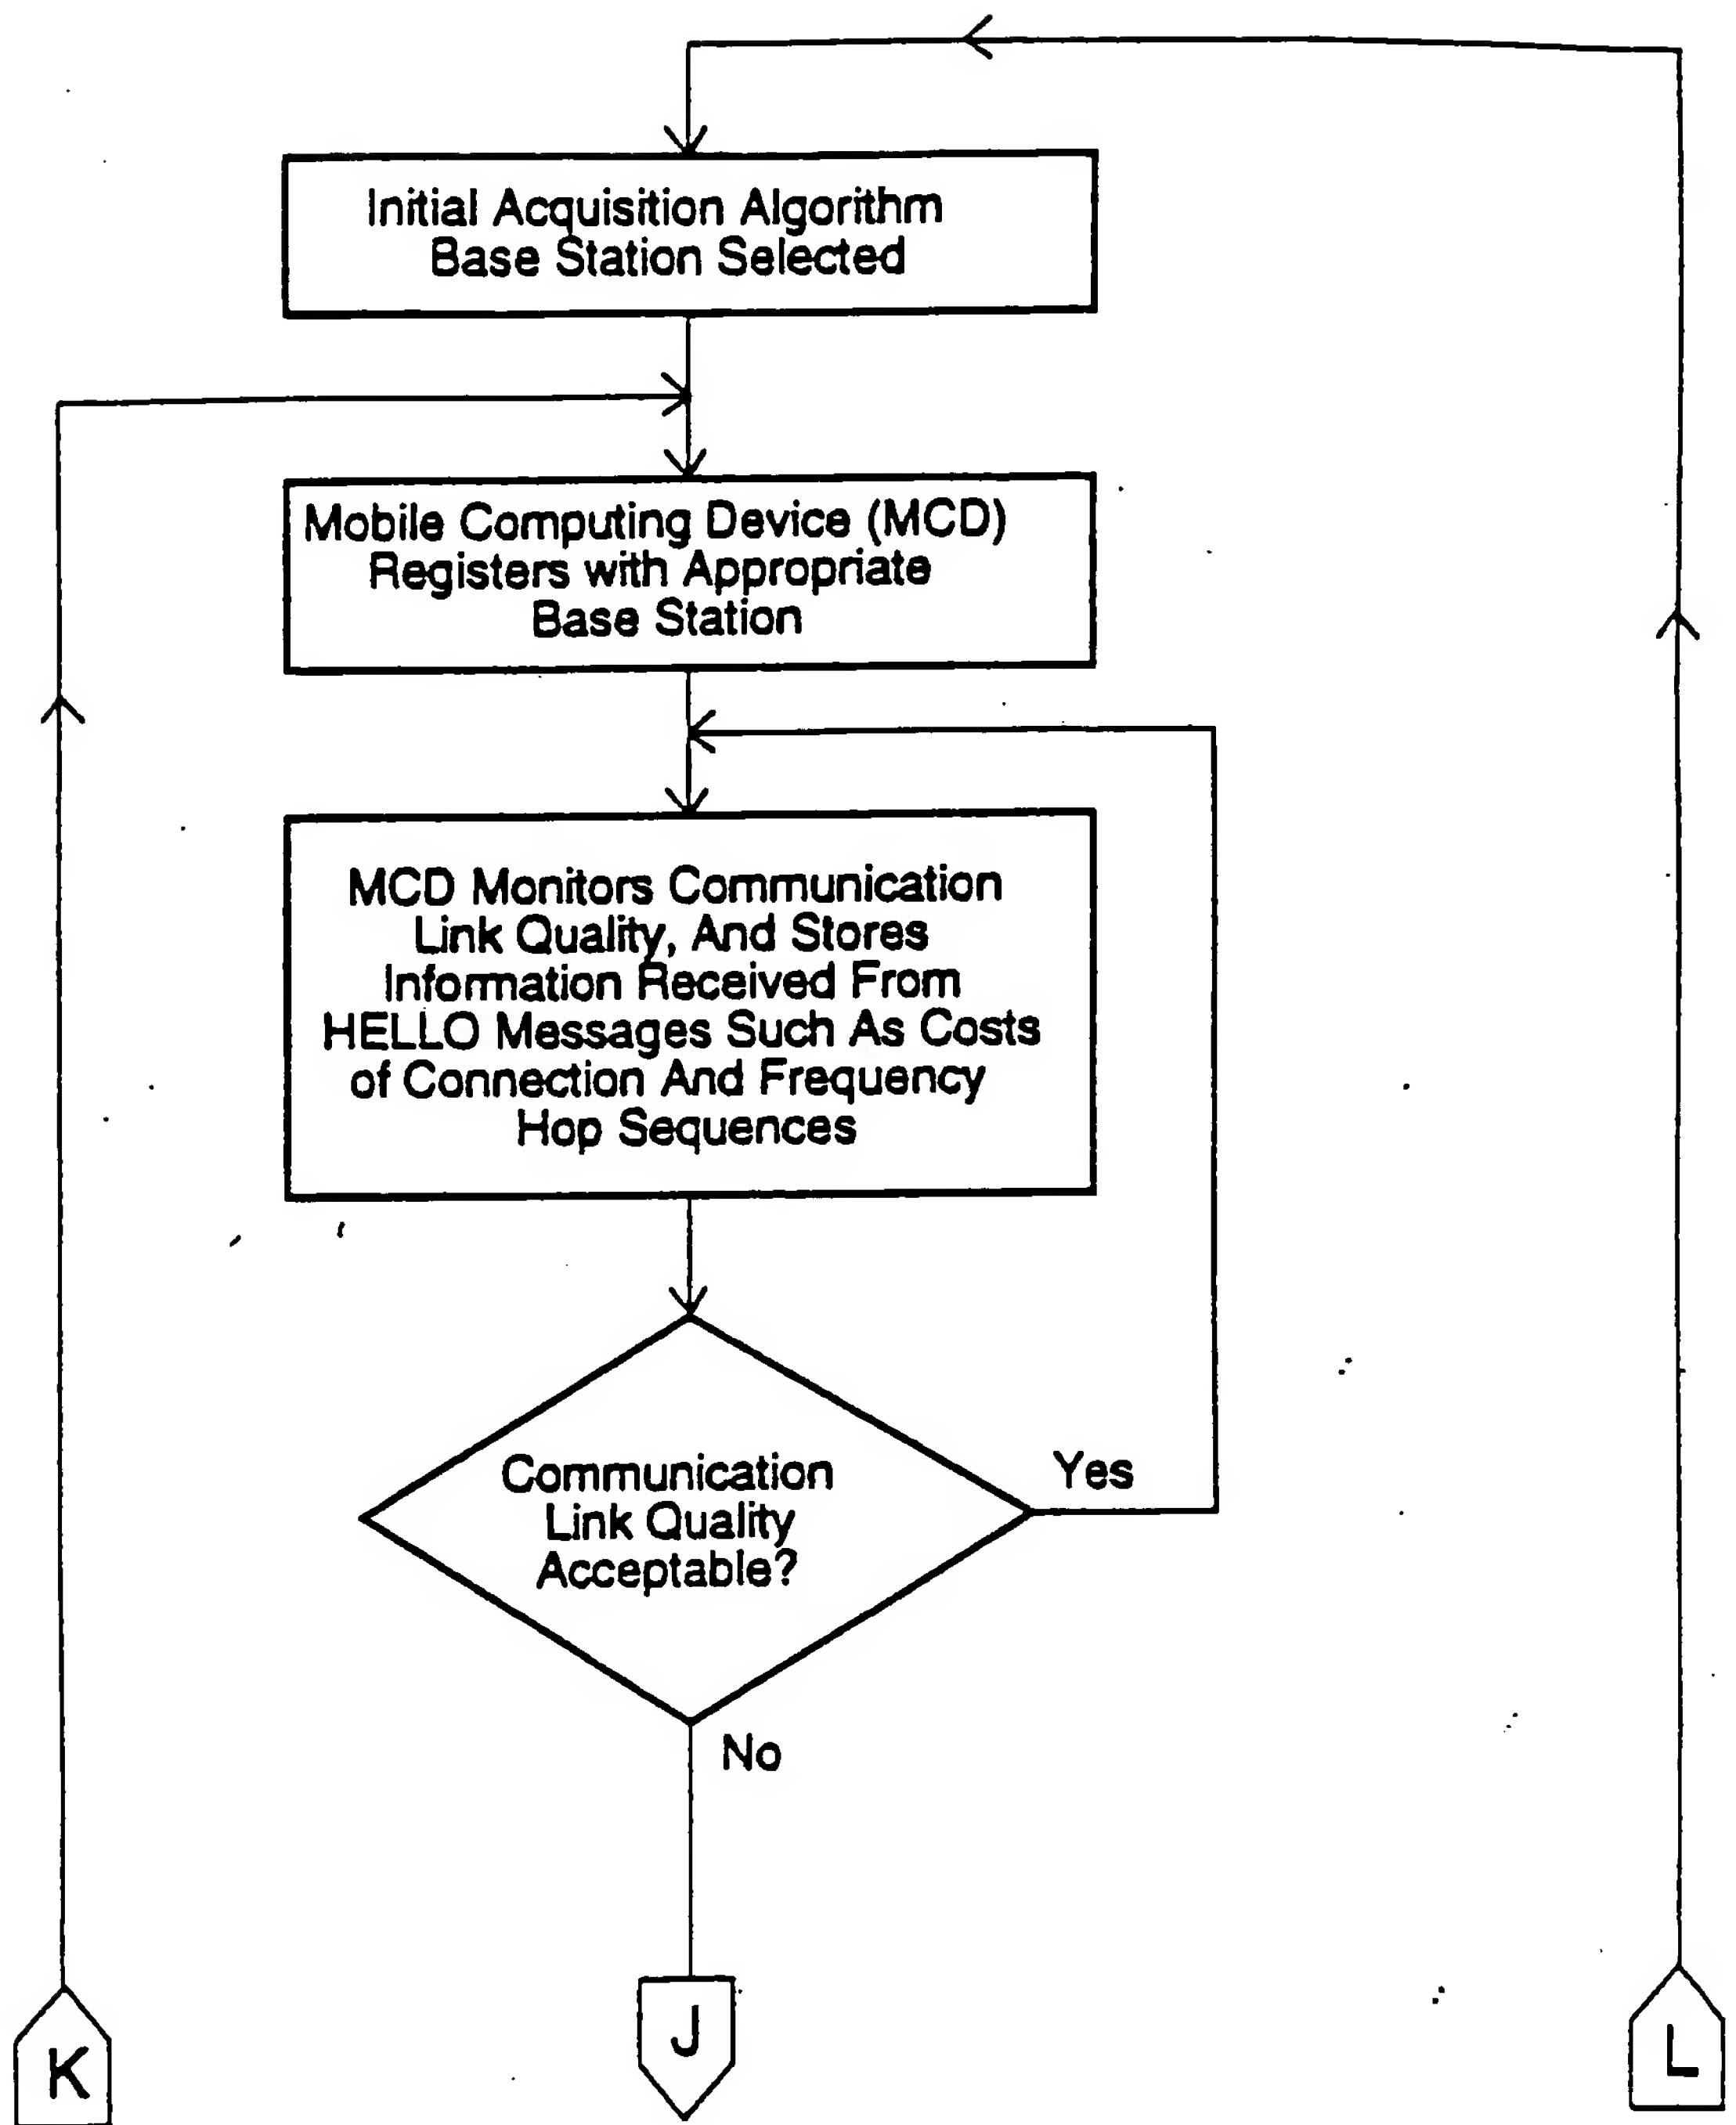 Initial Acquisition Algorithm
Base Station Selected
Mobile Computing Device (MCD)
Registers with Appropriate
Base Station
MCD Monitors Communication
Link Quality, And Stores
Information Received From
HELLO Messages Such As Costs
of Connection And Frequency
Hop Sequences
Communication
Link Quality
Acceptable?
Yes
No
K
J
L